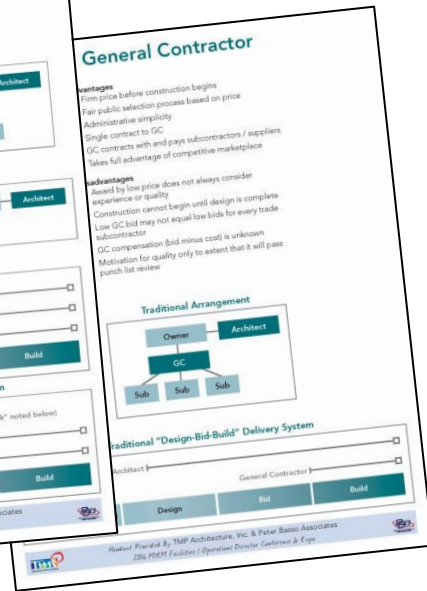 Architect
Architect
Build
" noted below)
Build
ociates
General Contractor
vantages
Firm price before construction begins
Fair public selection process based on price
Administrative simplicity
Single contract to GC
GC contracts with and pays subcontractors / suppliers
Takes full advantage of competitive marketplace
sadvantages
Award by low price does not always consider
experience or quality
Construction cannot begin until design is complete
Low GC bid may not equal low bids for every trade
subcontractor
GC compensation (bid minus cost) is unknown
Motivation for quality only to extent that it will pass
punch list review
Traditional Arrangement
Owner
Architect
GC
Sub
Sub
Sub
raditional "Design-Bid-Build" Delivery System
Architect
General Contractor
Design
Bid
Build
Handout Provided By TMP Architecture, Inc. & Peter Basso Associates
Facilities / Operations Director Conference & Expo